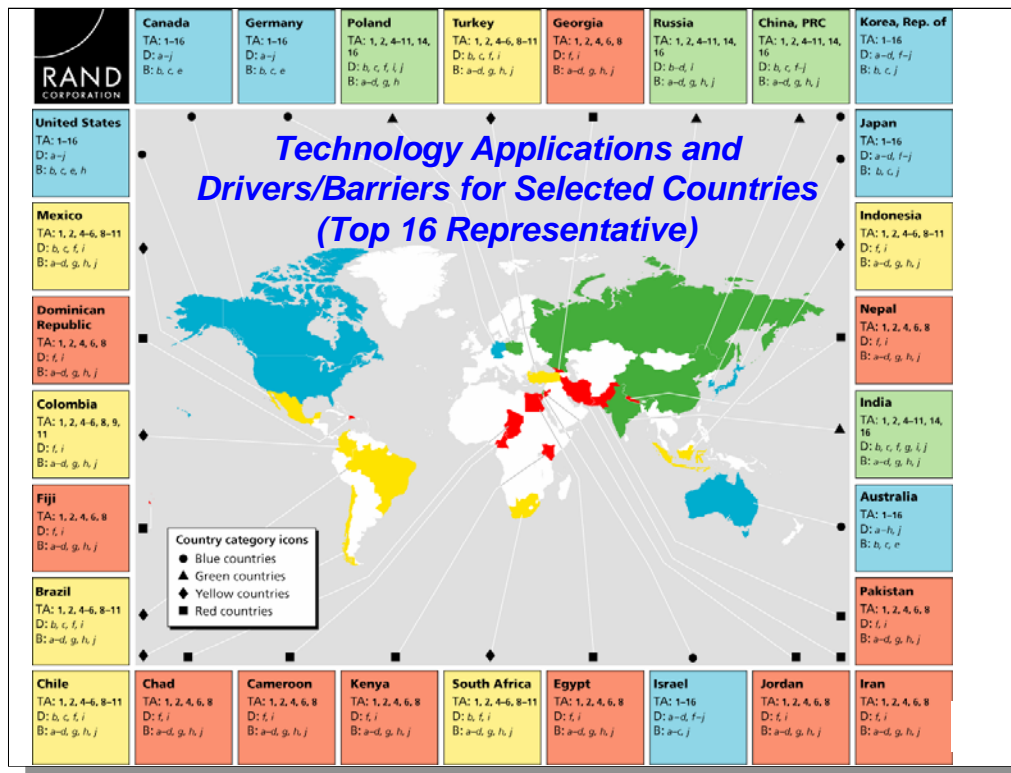 RAND
CORPORATION
Canada
TA: 1–16
D: a–j
B: b, c, e
Germany
TA: 1–16
D: a–j
B: b, c, e
Poland
TA: 1, 2, 4–11, 14,
16
D: b, c, f, i, j
B: a–d, g, h
Turkey
TA: 1, 2, 4–6, 8–11
D: b, c, f, i
B: a–d, g, h, j
Georgia
TA: 1, 2, 4, 6, 8
D: f, i
B: a–d, g, h, j
Russia
TA: 1, 2, 4–11, 14,
16
D: b–d, i
B: a–d, g, h, j
China, PRC
TA: 1, 2, 4–11, 14,
16
D: b, c, f–j
B: a–d, g, h, j
Korea, Rep. of
TA: 1–16
D: a–d, f–j
B: b, c, j
United States
TA: 1–16
D: a–j
B: b, c, e, h
Mexico
TA: 1, 2, 4–6, 8–11
D: b, c, f, i
B: a–d, g, h, j
Dominican
Republic
TA: 1, 2, 4, 6, 8
D: f, i
B: a–d, g, h, j
Colombia
TA: 1, 2, 4–6, 8, 9,
11
D: f, i
B: a–d, g, h, j
Fiji
TA: 1, 2, 4, 6, 8
D: f, i
B: a–d, g, h, j
Brazil
TA: 1, 2, 4–6, 8–11
D: b, c, f, i
B: a–d, g, h, j
Technology Applications and
Drivers/Barriers for Selected Countries
(Top 16 Representative)
Country category icons
Blue countries
Green countries
Yellow countries
Red countries
Japan
TA: 1–16
D: a–d, f–j
B: b, c, j
Indonesia
TA: 1, 2, 4–6, 8–11
D: f, i
B: a–d, g, h, j
Nepal
TA: 1, 2, 4, 6, 8
D: f, i
B: a–d, g, h, j
India
TA: 1, 2, 4–11, 14,
16
D: b, c, f, g, i, j
B: a–d, g, h, j
Australia
TA: 1–16
D: a–h, j
B: b, c, e
Pakistan
TA: 1, 2, 4, 6, 8
D: f, i
B: a–d, g, h, j
Chile
TA: 1, 2, 4–6, 8–11
D: b, c, f, i
B: a–d, g, h, j
Chad
TA: 1, 2, 4, 6, 8
D: f, i
B: a–d, g, h, j
Cameroon
TA: 1, 2, 4, 6, 8
D: f, i
B: a–d, g, h, j
Kenya
TA: 1, 2, 4, 6, 8
D: f, i
B: a–d, g, h, j
South Africa
TA: 1, 2, 4–6, 8–11
D: b, f, i
B: a–d, g, h, j
Egypt
TA: 1, 2, 4, 6, 8
D: f, i
B: a–d, g, h, j
Israel
TA: 1–16
D: a–d, f–j
B: a–c, j
Jordan
TA: 1, 2, 4, 6, 8
D: f, i
B: a–d, g, h, j
Iran
TA: 1, 2, 4, 6, 8
D: f, i
B: a–d, g, h, j